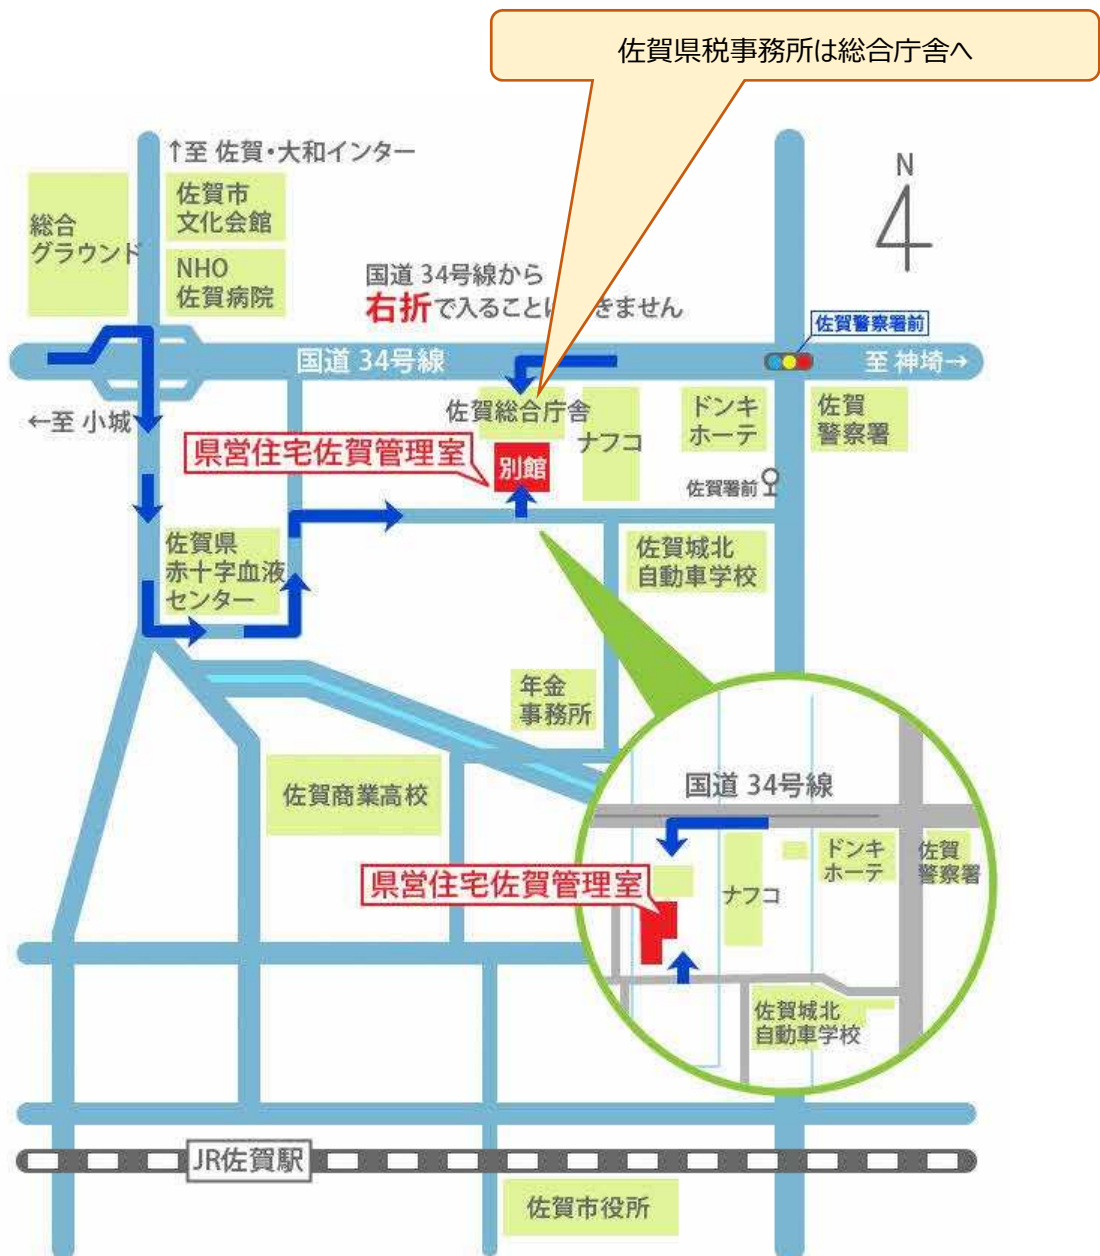 佐賀県税事務所は総合庁舎へ
↑至 佐賀・大和インター
N
総合
グラウンド
佐賀市
文化会館
NHO
佐賀病院
国道 34号線から
右折で入ることに きません
佐賀警察署前
国道 34号線
至 神埼→
←至 小城
佐賀総合庁舎
ナフコ
ドンキ
ホーテ
佐賀
警察署
県営住宅佐賀管理室
別館
佐賀署前
佐賀県
赤十字血液
センター
佐賀城北
自動車学校
年金
事務所
佐賀商業高校
国道 34号線
ドンキ
ホーテ
佐賀
警察署
県営住宅佐賀管理室
ナフコ
佐賀城北
自動車学校
JR佐賀駅
佐賀市役所